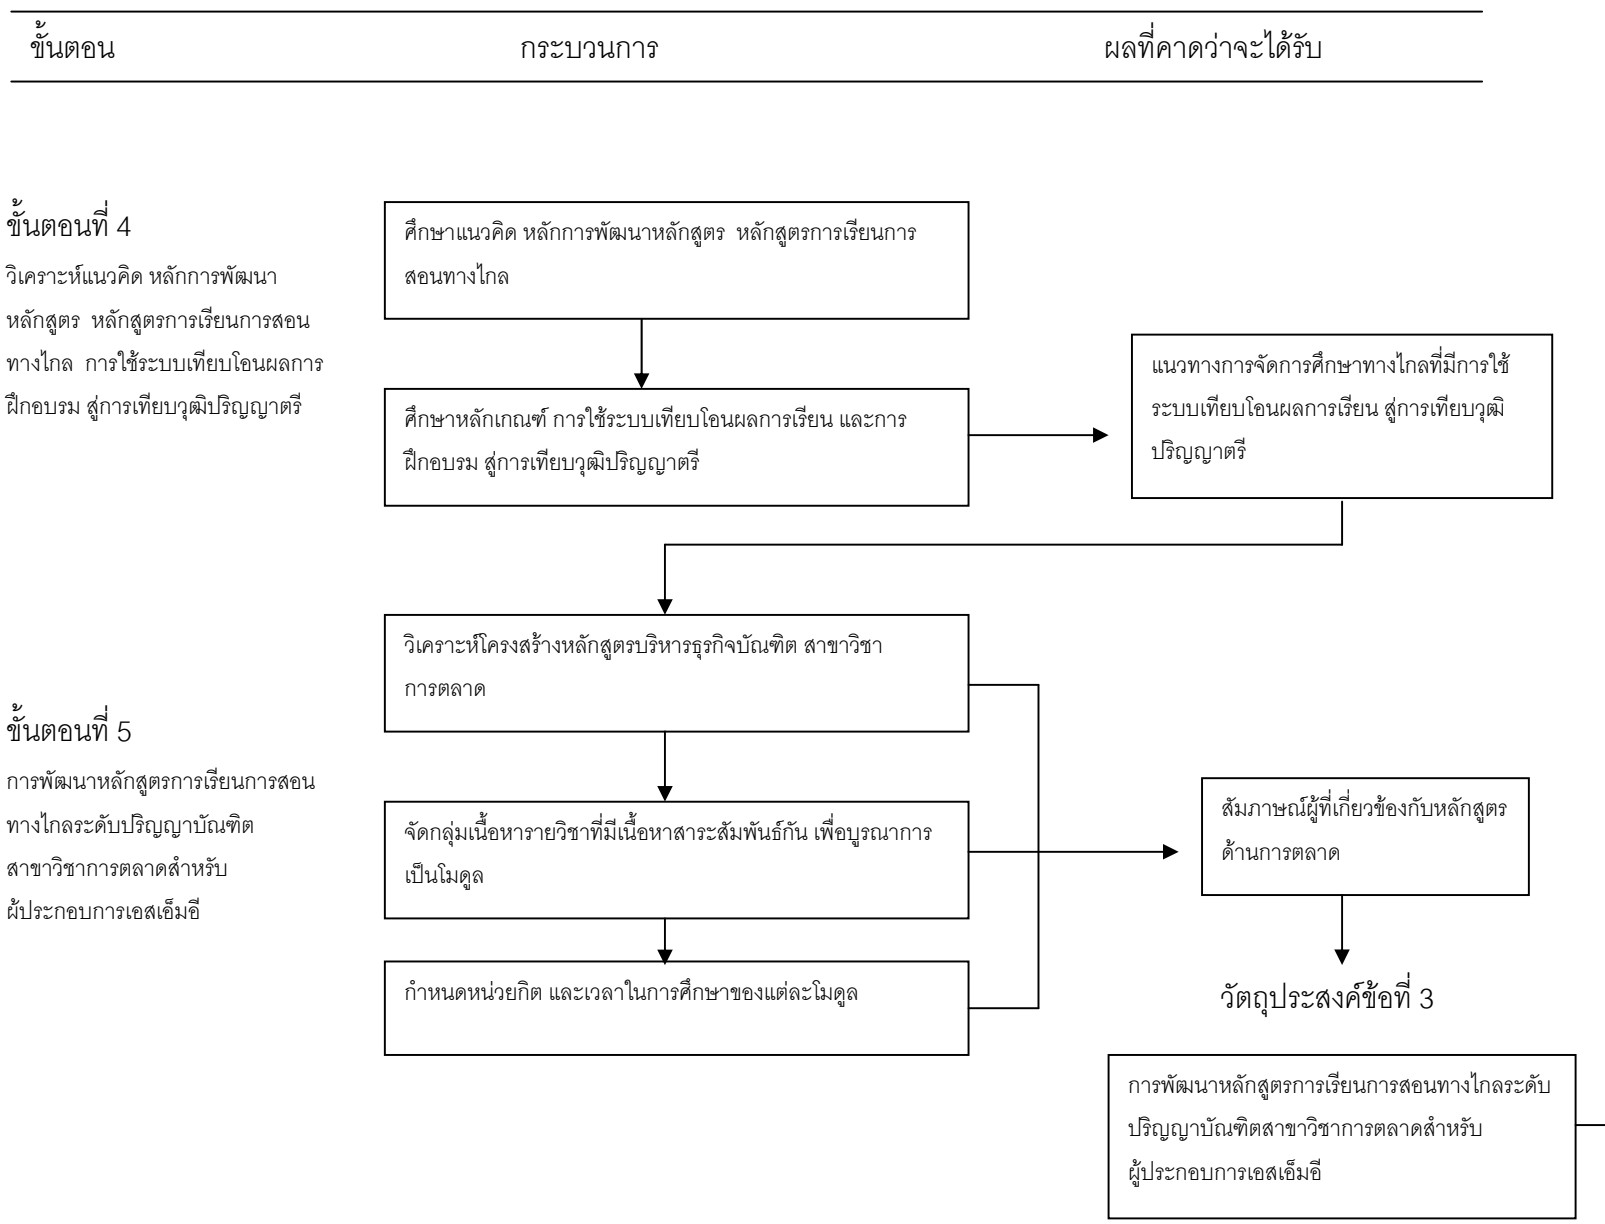 ขั้นตอน กระบวนการ ผลที่คาดว่าจะได้รับ
ขั้นตอนที่ 4
วิเคราะห์แนวคิด หลักการพัฒนา
หลักสูตร หลักสูตรการเรียนการสอน
ทางไกล การใช้ระบบเทียบโอนผลการ
ฝึกอบรม สู่การเทียบวุฒิปริญญาตรี
ศึกษาแนวคิด หลักการพัฒนาหลักสูตร หลักสูตรการเรียนการ
สอนทางไกล
ศึกษาหลักเกณฑ์ การใช้ระบบเทียบโอนผลการเรียน และการ
ฝึกอบรม สู่การเทียบวุฒิปริญญาตรี
แนวทางการจัดการศึกษาทางไกลที่มีการใช้
ระบบเทียบโอนผลการเรียน สู่การเทียบวุฒิ
ปริญญาตรี
ขั้นตอนที่ 5
การพัฒนาหลักสูตรการเรียนการสอน
ทางไกลระดับปริญญาบัณฑิต
สาขาวิชาการตลาดสำหรับ
ผู้ประกอบการเอสเอ็มอี
วิเคราะห์โครงสร้างหลักสูตรบริหารธุรกิจบัณฑิต สาขาวิชา
การตลาด
จัดกลุ่มเนื้อหารายวิชาที่มีเนื้อหาสาระสัมพันธ์กัน เพื่อบูรณาการ
เป็นโมดูล
กำหนดหน่วยกิต และเวลาในการศึกษาของแต่ละโมดูล
สัมภาษณ์ผู้ที่เกี่ยวข้องกับหลักสูตร
ด้านการตลาด
วัตถุประสงค์ข้อที่ 3
การพัฒนาหลักสูตรการเรียนการสอนทางไกลระดับ
ปริญญาบัณฑิตสาขาวิชาการตลาดสำหรับ
ผู้ประกอบการเอสเอ็มอี